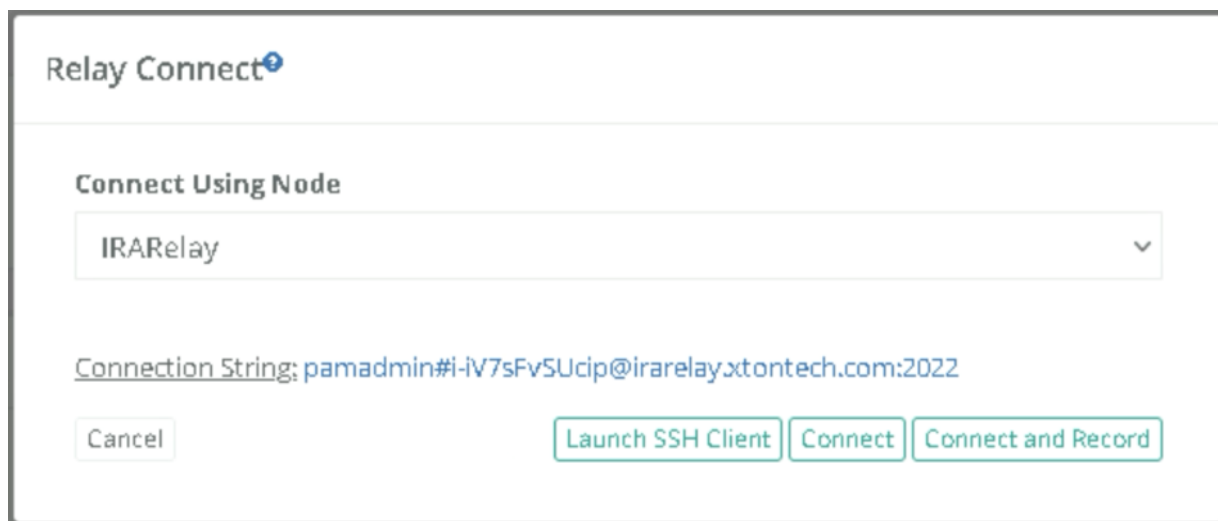 Relay Connect
Connect Using Node
IRARelay
Connection String: pamadmin#i-iV7sFvSUcip@irarelay.xtontech.com:2022
Cancel
Launch SSH Client Connect Connect and Record